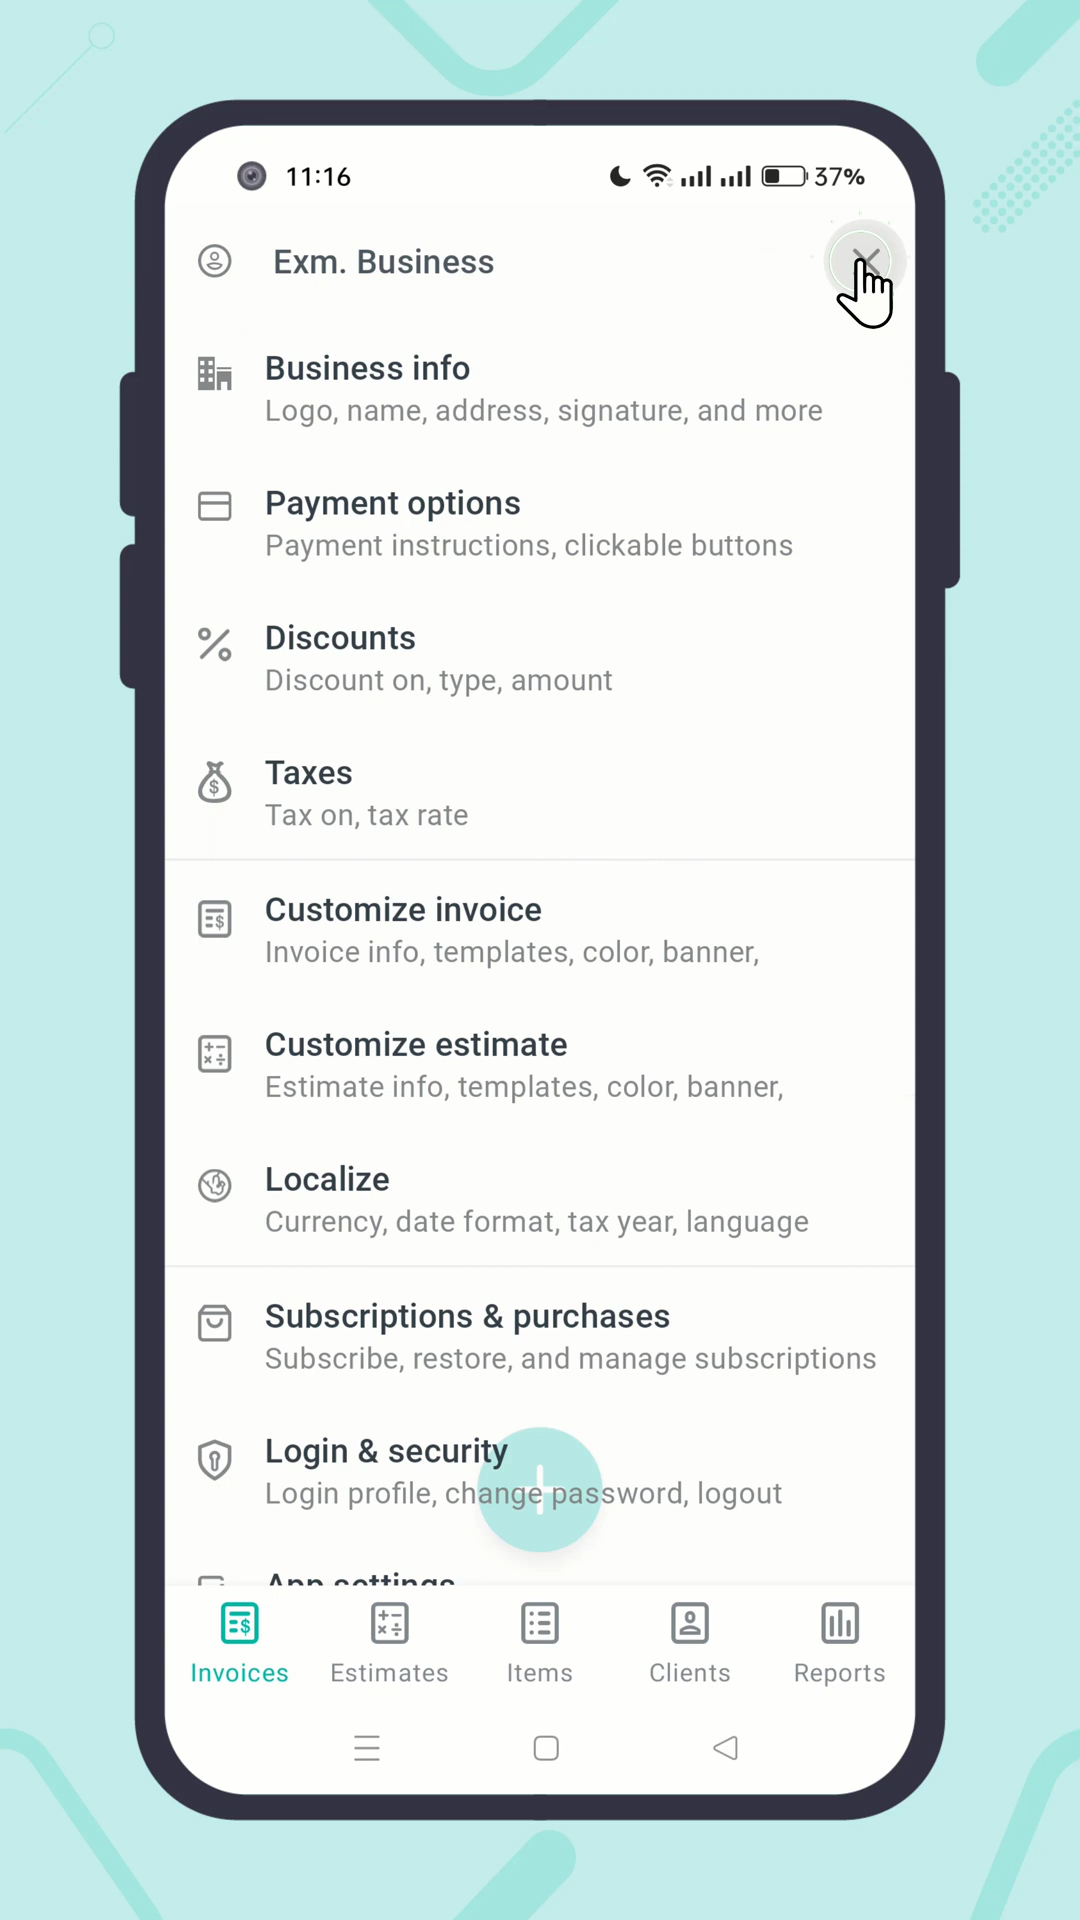 11:16
37%
Exm. Business
Business info
Logo, name, address, signature, and more
Payment options
Payment instructions, clickable buttons
Discounts
Discount on, type, amount
Taxes
Tax on, tax rate
Customize invoice
Invoice info, templates, color, banner,
Customize estimate
Estimate info, templates, color, banner,
Localize
Currency, date format, tax year, language
Subscriptions & purchases
Subscribe, restore, and manage subscriptions
Login & security
Login profile, change password, logout
App settings
Invoices
Estimates
Items
Clients
Reports